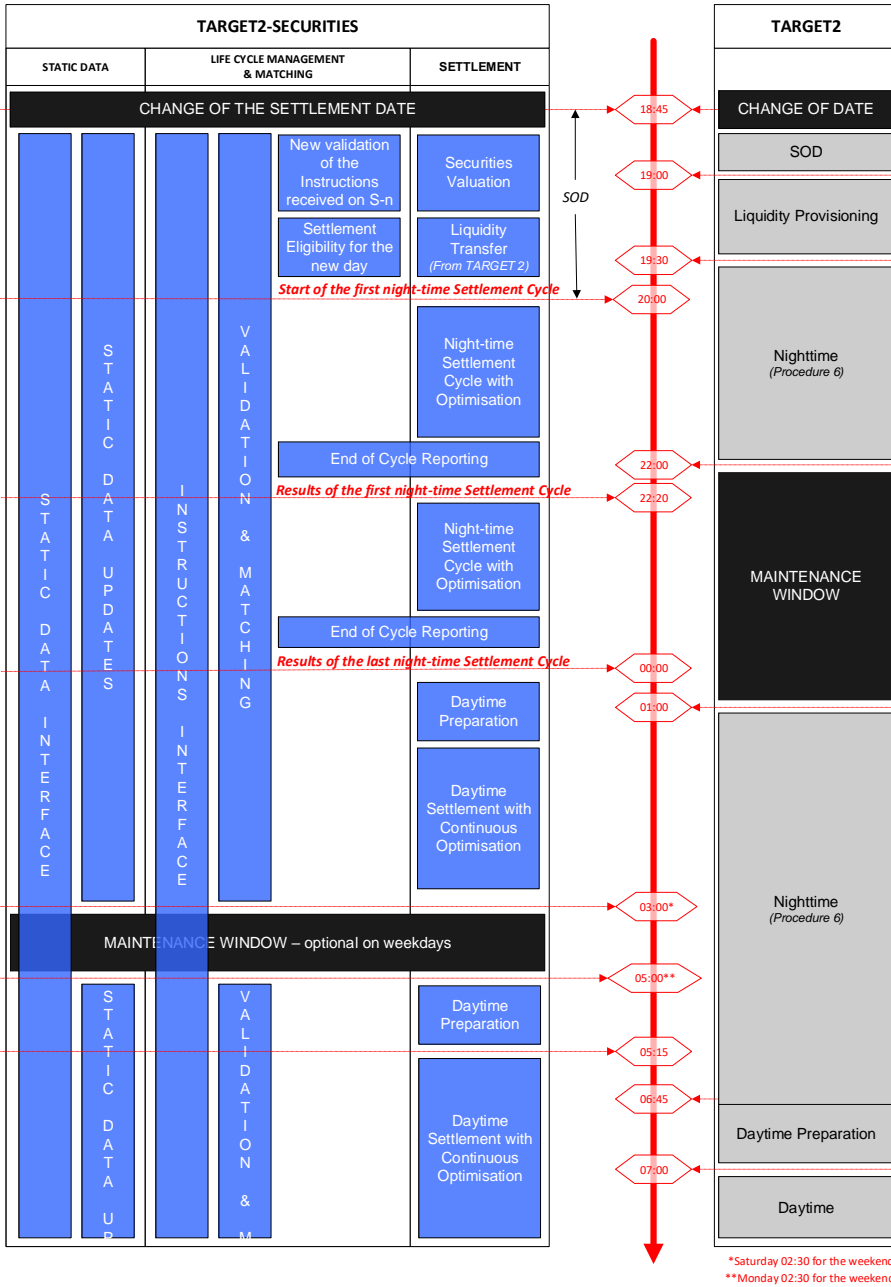 TARGET2-SECURITIES
STATIC DATA
LIFE CYCLE MANAGEMENT
& MATCHING
SETTLEMENT
TARGET2
CHANGE OF THE SETTLEMENT DATE
18:45
CHANGE OF DATE
New validation
of the
Instructions
received on S-n
Securities
Valuation
SOD
SOD
19:00
Liquidity Provisioning
Settlement
Eligibility for the
new day
Liquidity
Transfer
(From TARGET 2)
19:30
Start of the first night-time Settlement Cycle
20:00
Night-time
Settlement
Cycle with
Optimisation
Nighttime
(Procedure 6)
End of Cycle Reporting
22:00
Results of the first night-time Settlement Cycle
22:20
Night-time
Settlement
Cycle with
Optimisation
MAINTENANCE
WINDOW
End of Cycle Reporting
Results of the last night-time Settlement Cycle
00:00
01:00
Daytime
Preparation
Daytime
Settlement with
Continuous
Optimisation
STATIC DATA INTERFACE
STATIC DATA UPDATES
INSTRUCTIONS INTERFACE
VALIDATION & MATCHING
03:00*
Nighttime
(Procedure 6)
MAINTENANCE WINDOW – optional on weekdays
05:00**
STATIC DATA UP
VALIDATION & M
Daytime
Preparation
05:15
06:45
Daytime
Settlement with
Continuous
Optimisation
Daytime Preparation
07:00
Daytime
*Saturday 02:30 for the weekend
**Monday 02:30 for the weekend